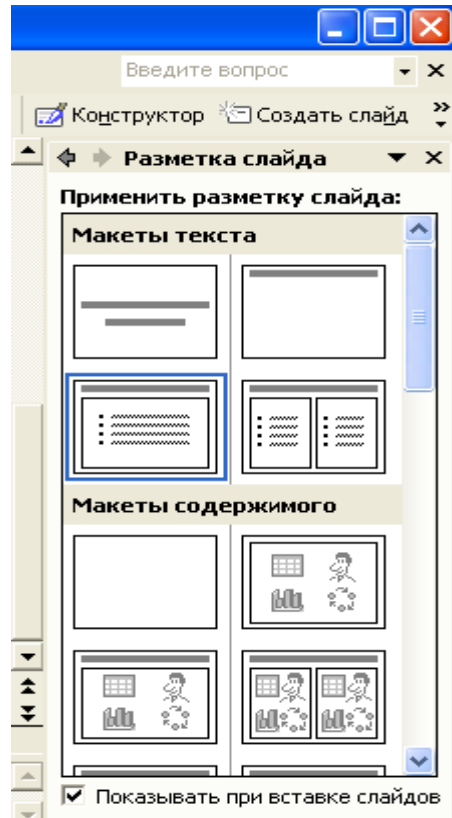 Введите вопрос
Конструктор Создать слайд
Разметка слайда
Применить разметку слайда:
Макеты текста
Макеты содержимого
Показывать при вставке слайдов